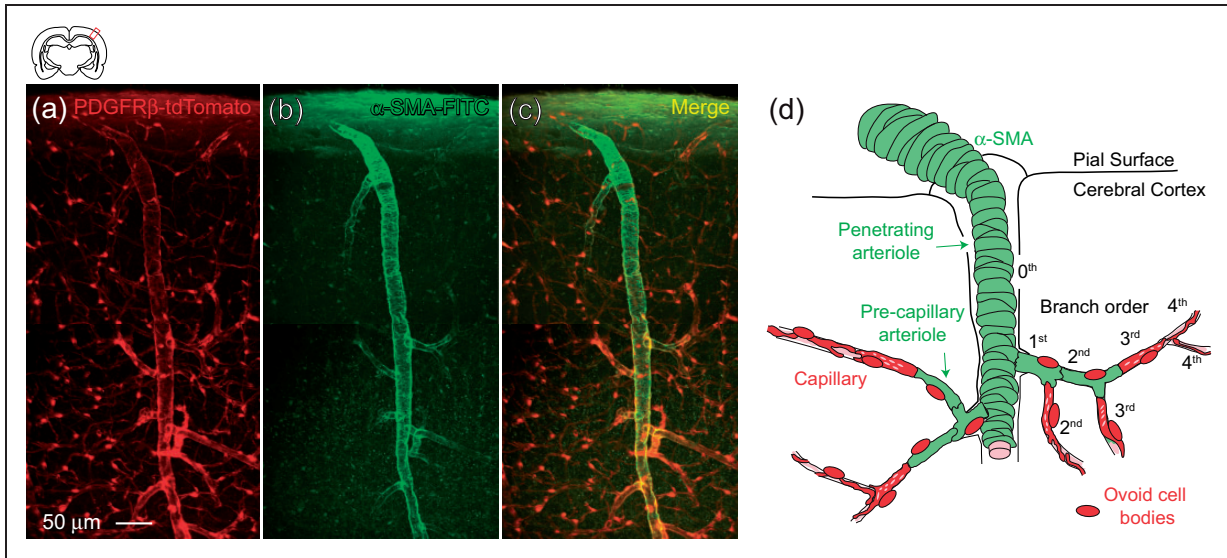 (a) PDGFRβ-tdTomato
(b) α-SMA-FITC
(c) Merge
50 μm
(d)
α-SMA
Pial Surface
Cerebral Cortex
Penetrating
arteriole
0th
Branch order
Pre-capillary
arteriole
1st
2nd
3rd
4th
4th
Capillary
2nd
3rd
Ovoid cell
bodies